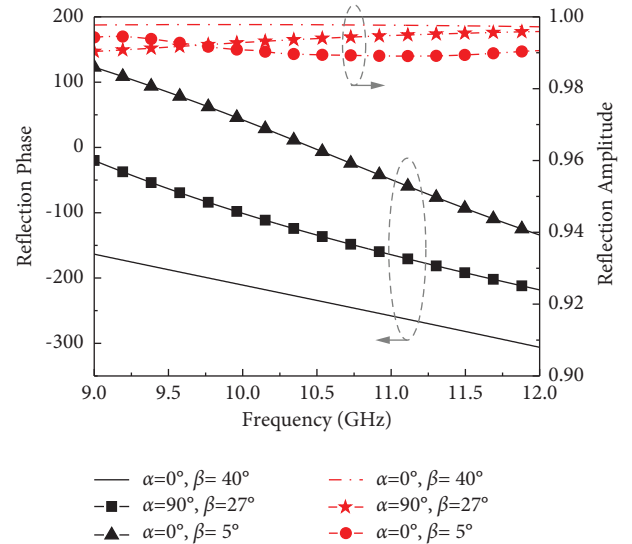 200
100
0
-100
-200
-300
Reflection Phase
1.00
0.98
0.96
0.94
0.92
0.90
Reflection Amplitude
9.0 9.5 10.0 10.5 11.0 11.5 12.0
Frequency (GHz)
α=0°, β= 40° α=0°, β= 40°
α=90°, β=27° α=90°, β=27°
α=0°, β= 5° α=0°, β= 5°